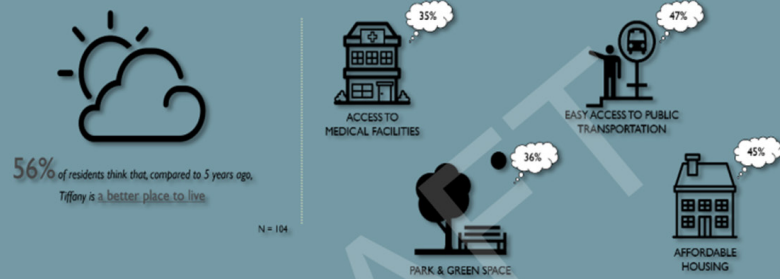 56% of residents think that, compared to 5 years ago,
Tiffany is a better place to live
N = 104
35%
ACCESS TO
MEDICAL FACILITIES
47%
EASY ACCESS TO PUBLIC
TRANSPORTATION
36%
PARK & GREEN SPACE
45%
AFFORDABLE
HOUSING